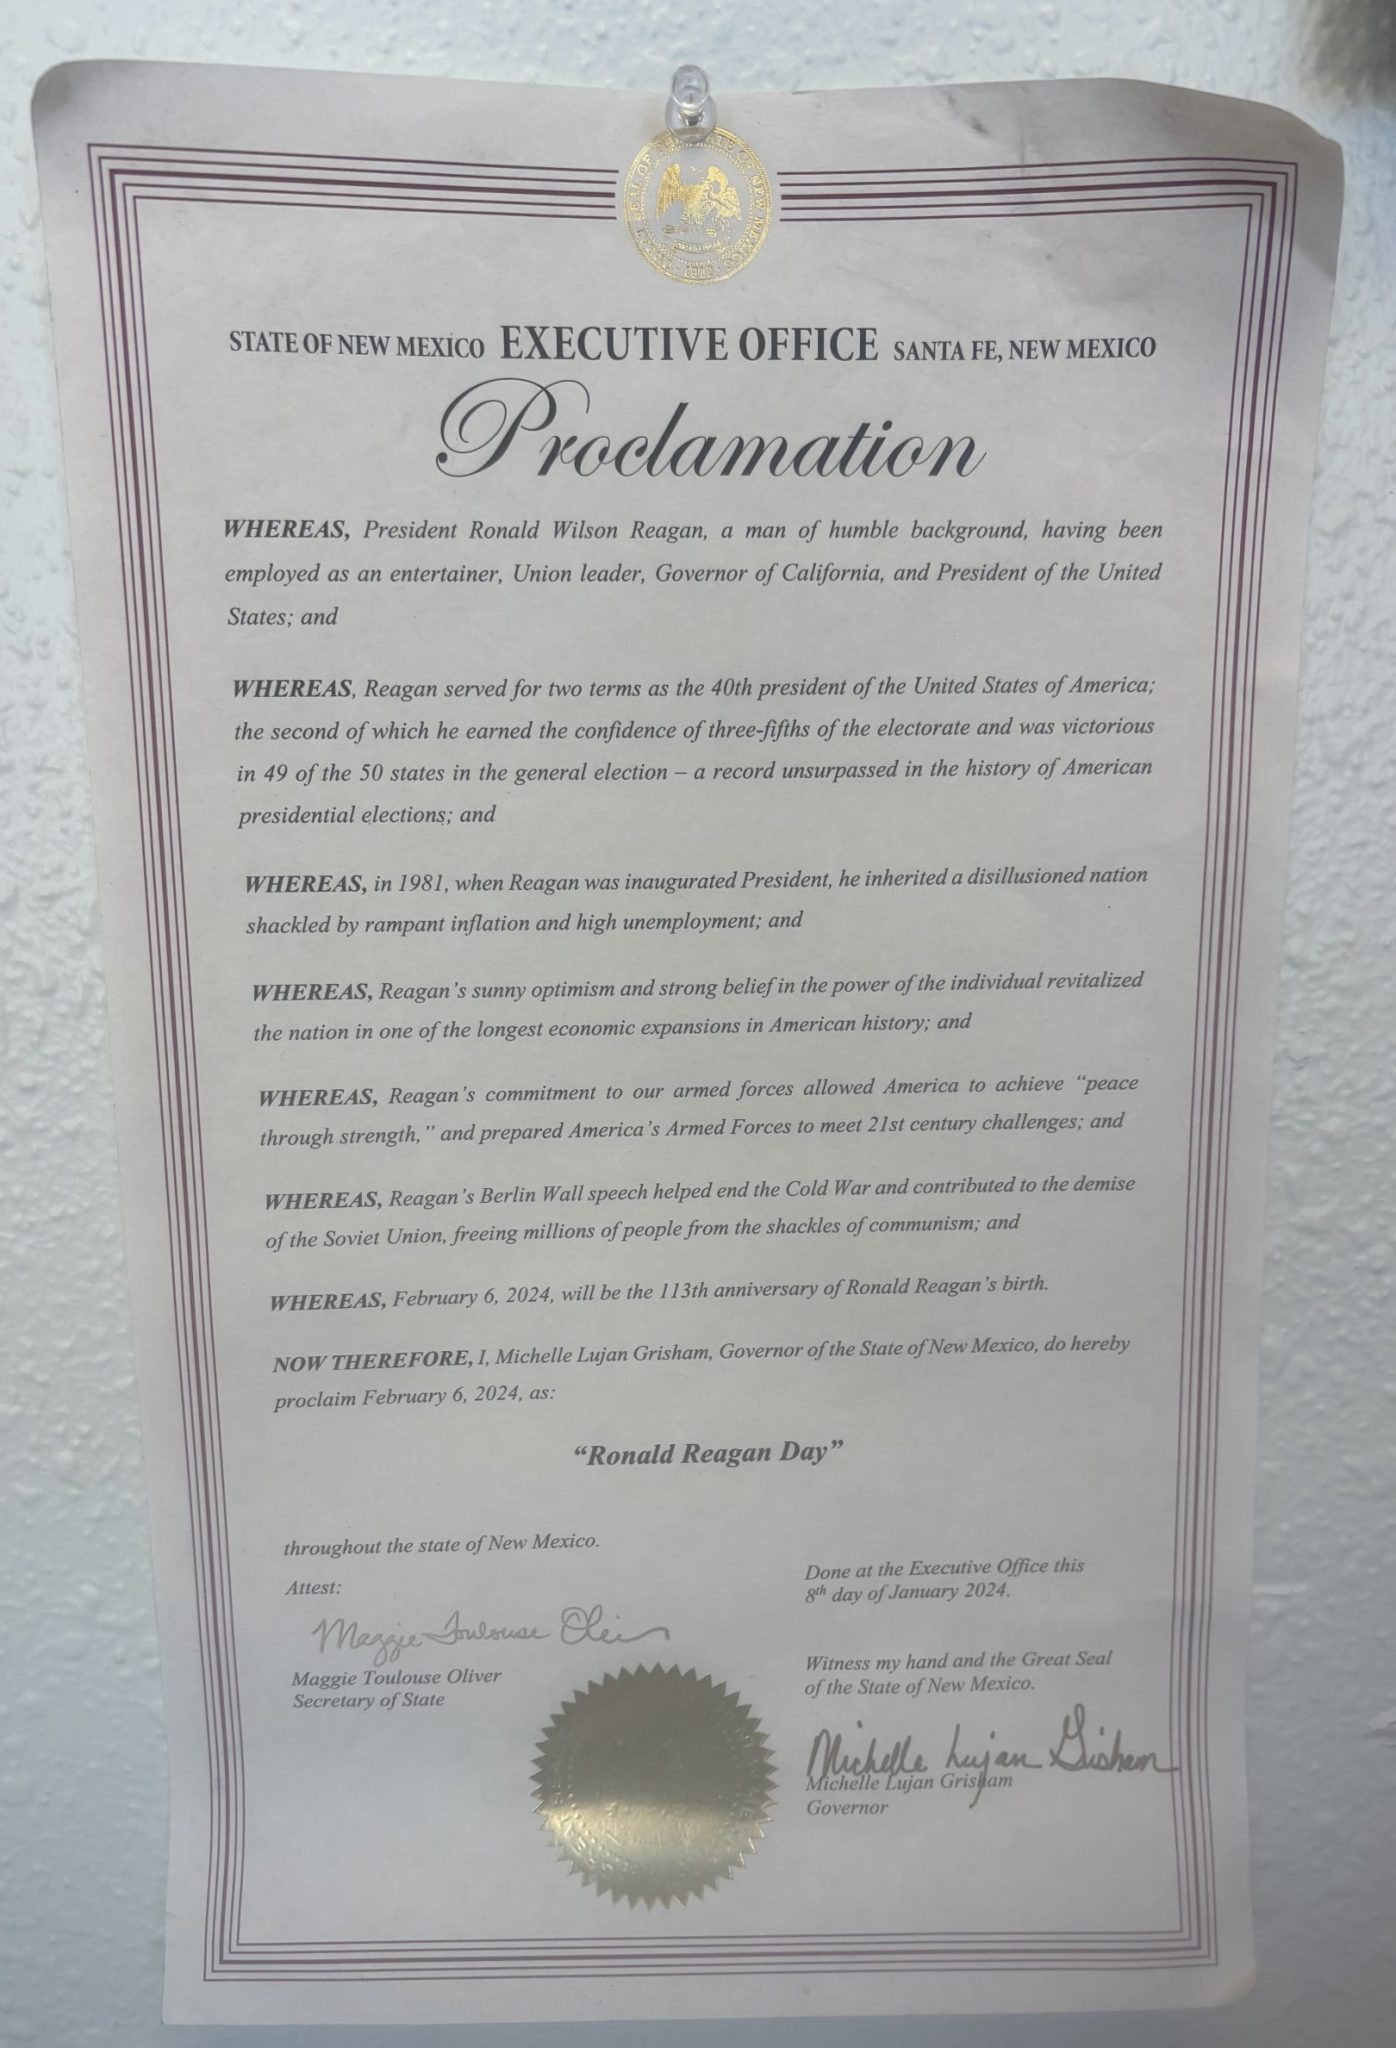 STATE OF NEW MEXICO EXECUTIVE OFFICE SANTA FE, NEW MEXICO
Proclamation
WHEREAS, President Ronald Wilson Reagan, a man of humble background, having been
employed as an entertainer, Union leader, Governor of California, and President of the United
States; and
WHEREAS, Reagan served for two terms as the 40th president of the United States of America;
the second of which he earned the confidence of three-fifths of the electorate and was victorious
in 49 of the 50 states in the general election – a record unsurpassed in the history of American
presidential elections; and
WHEREAS, in 1981, when Reagan was inaugurated President, he inherited a disillusioned nation
shackled by rampant inflation and high unemployment; and
WHEREAS, Reagan's sunny optimism and strong belief in the power of the individual revitalized
the nation in one of the longest economic expansions in American history; and
WHEREAS, Reagan's commitment to our armed forces allowed America to achieve “peace
through strength,” and prepared America's Armed Forces to meet 21st century challenges; and
WHEREAS, Reagan's Berlin Wall speech helped end the Cold War and contributed to the demise
of the Soviet Union, freeing millions of people from the shackles of communism; and
WHEREAS, February 6, 2024, will be the 113th anniversary of Ronald Reagan's birth.
NOW THEREFORE, I, Michelle Lujan Grisham, Governor of the State of New Mexico, do hereby
proclaim February 6, 2024, as:
“Ronald Reagan Day”
throughout the state of New Mexico.
Attest:
Maggie Toulouse Oliver
Maggie Toulouse Oliver
Secretary of State
Done at the Executive Office this
8th day of January 2024.
Witness my hand and the Great Seal
of the State of New Mexico.
Michelle Lujan Grisham
Michelle Lujan Grisham
Governor